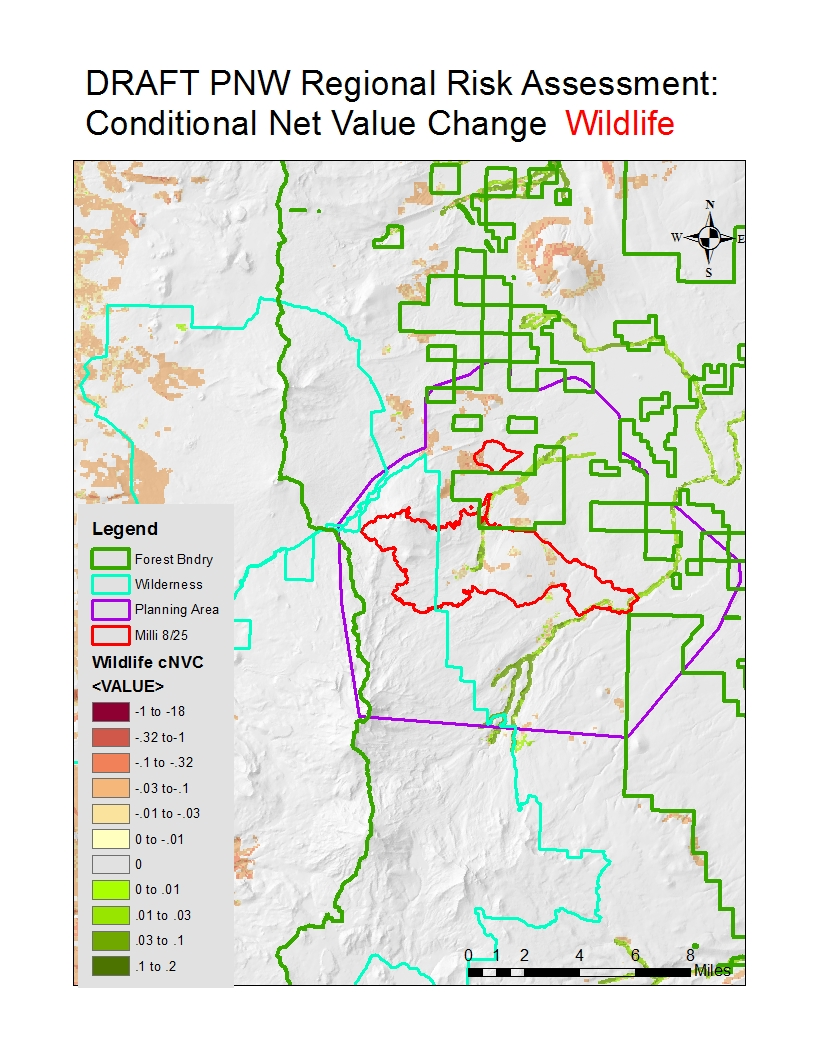 DRAFT PNW Regional Risk Assessment:
Conditional Net Value Change Wildlife
N
W E
S
Legend
Forest Bndry
Wilderness
Planning Area
Milli 8/25
Wildlife cNVC
<VALUE>
-1 to -18
-.32 to-1
-.1 to -.32
-.03 to-.1
-.01 to -.03
0 to -.01
0
0 to .01
.01 to .03
.03 to .1
.1 to .2
0 1 2 4 6 8
Miles